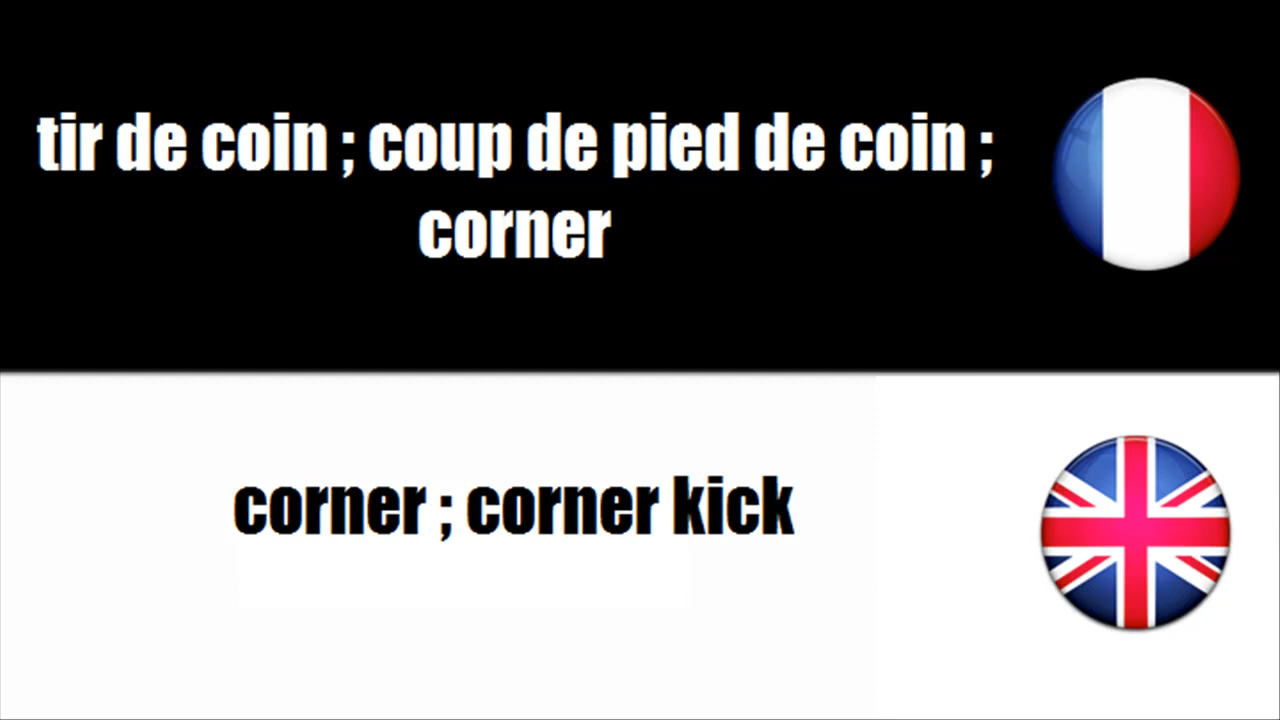 tir de coin ; coup de pied de coin ;
corner
corner ; corner kick